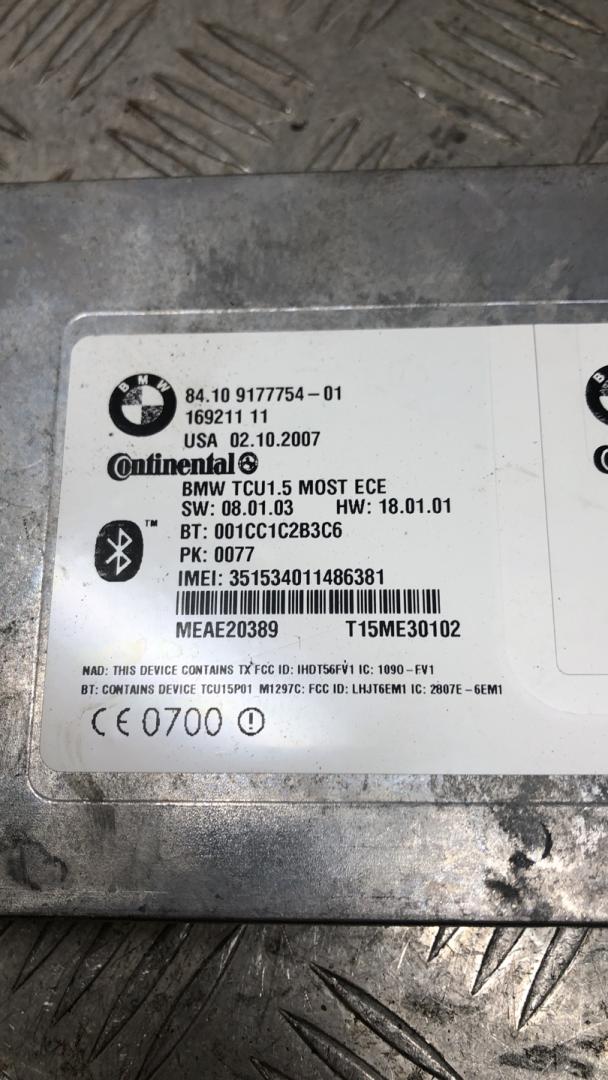 BMW
84.10 9177754-01
169211 11
USA 02.10.2007
Continental
BMW TCU1.5 MOST ECE
SW: 08.01.03 HW: 18.01.01
TM
BT: 001CC1C2B3C6
PK: 0077
IMEI: 351534011486381
MEAE20389 T15ME30102
NAD: THIS DEVICE CONTAINS TX FCC ID: IHDT56FV1 IC: 1090-FV1
BT: CONTAINS DEVICE TCU15P01 M1297C: FCC ID: LHJT6EM1 IC: 2807E-6EM1
CE 0700